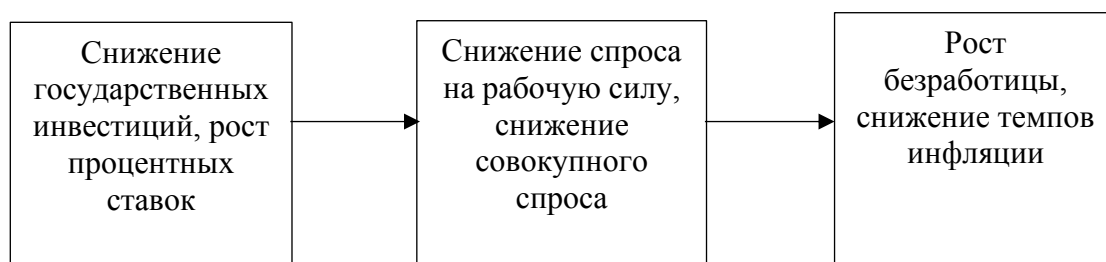 Снижение
государственных
инвестиций, рост
процентных
ставок
Снижение спроса
на рабочую силу,
снижение
совокупного
спроса
Рост
безработицы,
снижение темпов
инфляции